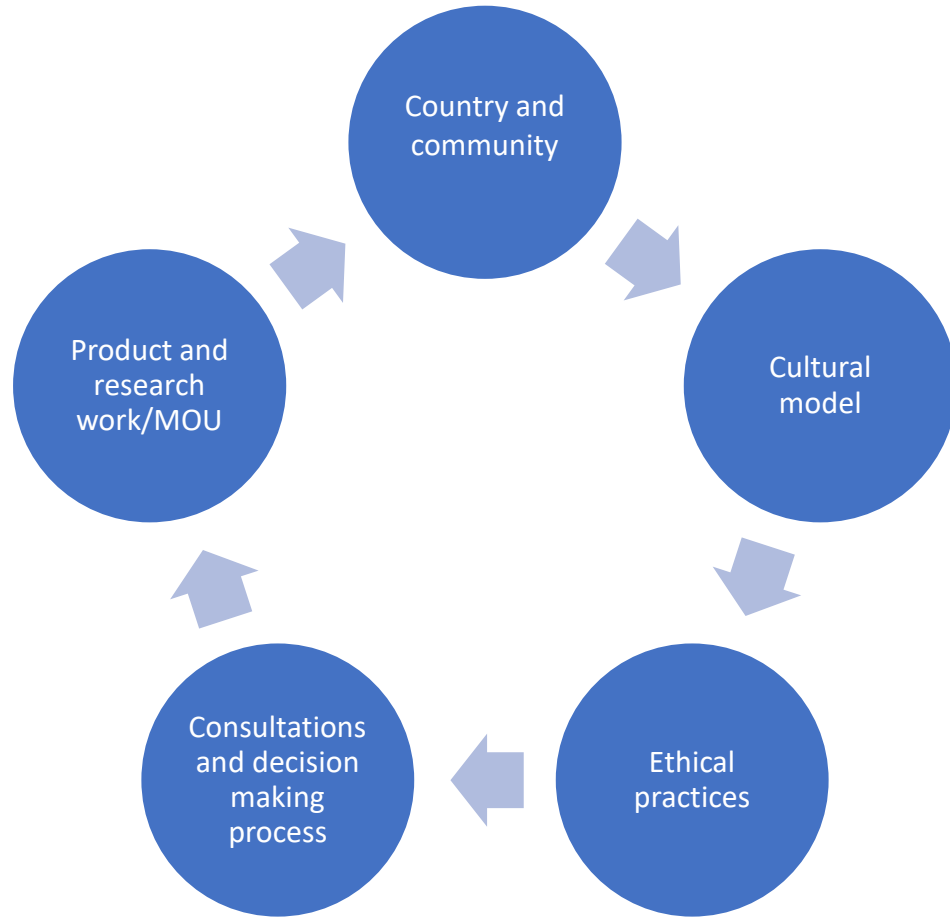 Country and
community
Cultural
model
Ethical
practices
Consultations
and decision
making
process
Product and
research
work/MOU